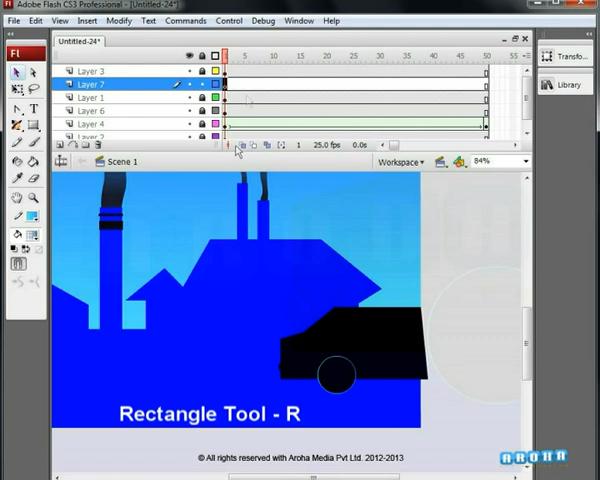 Adobe Flash CS3 Professional - [Untitled-24*]
File Edit View Insert Modify Text Commands Control Debug Window Help
Untitled-24*
5 10 15 20 25 30 35 40 45 50 55
Layer 3
Layer 7
Layer 1
Layer 6
Layer 4
Layer 2
1 25.0 fps 0.0s
Scene 1
Workspace
84%
Fl
Transfo...
Library
Rectangle Tool - R
© All rights reserved with Aroha Media Pvt Ltd. 2012-2013
AROHA